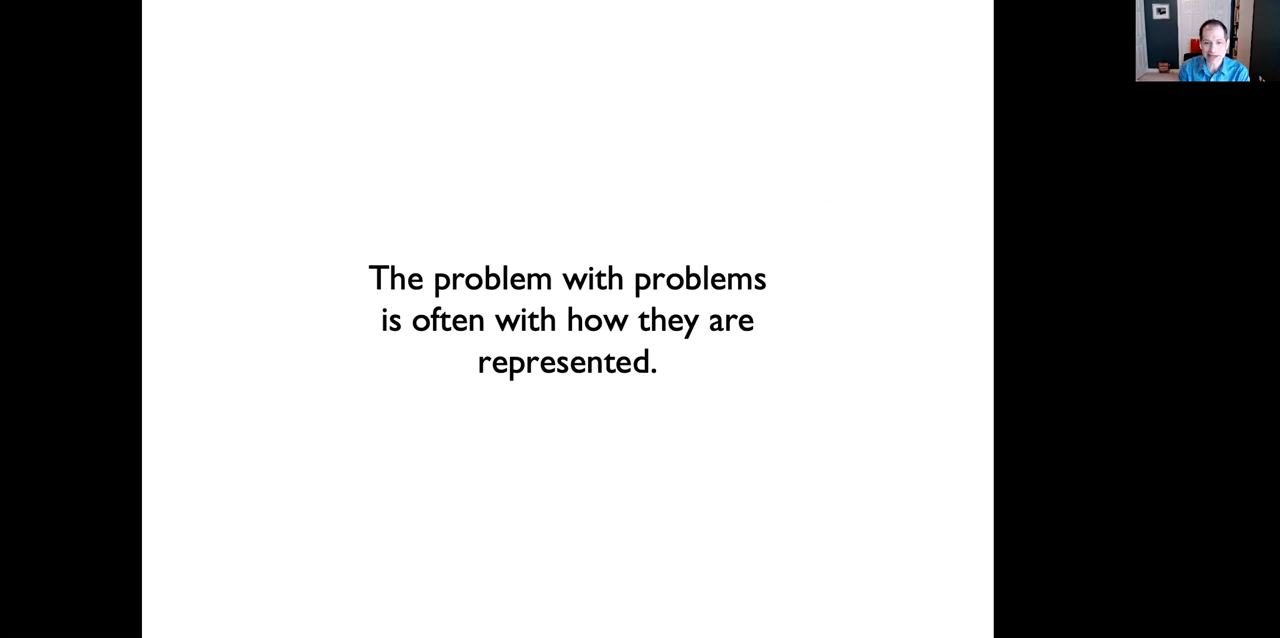 The problem with problems
is often with how they are
represented.